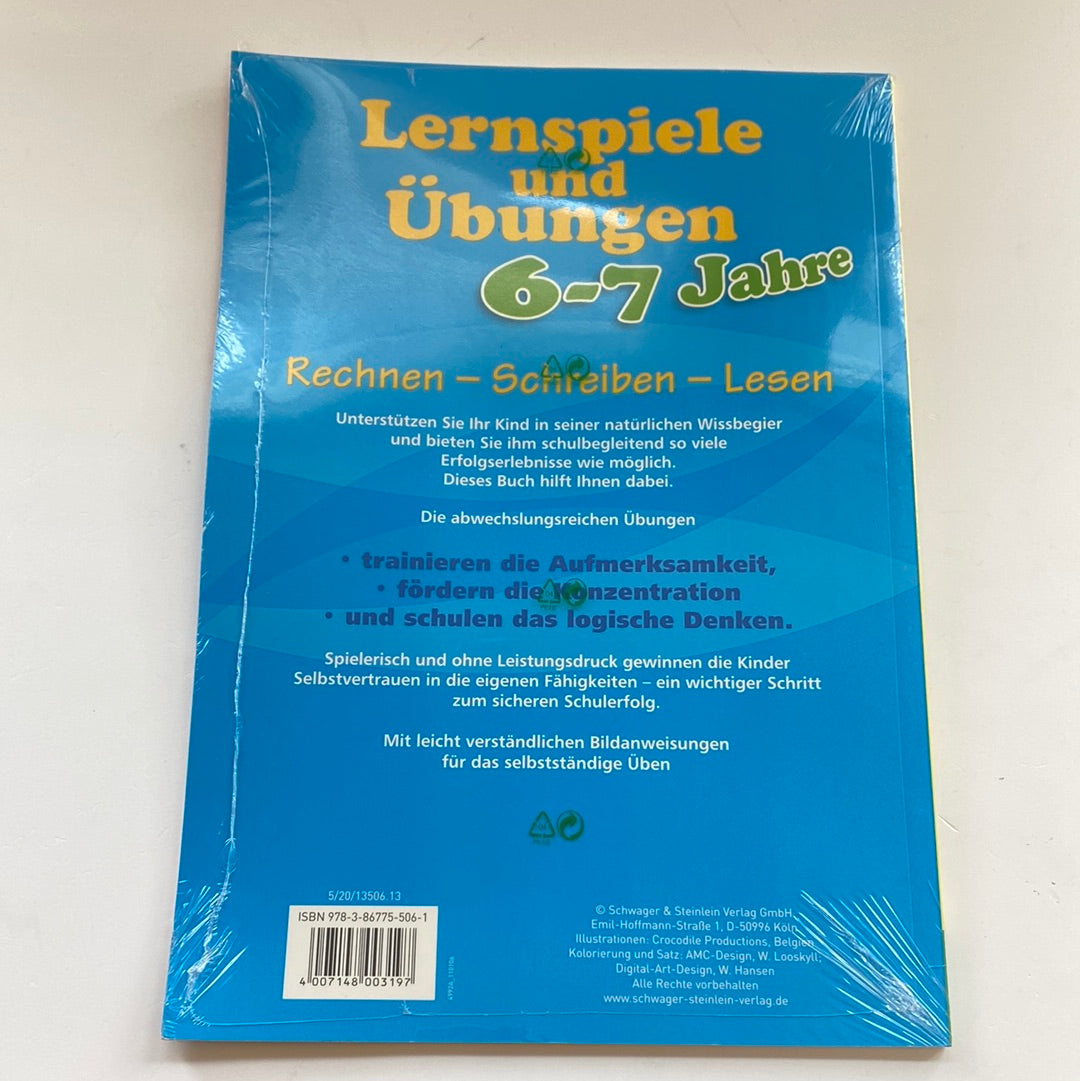 Lernspiele
und
Übungen
6-7 Jahre
Rechnen – Schreiben – Lesen
Unterstützen Sie Ihr Kind in seiner natürlichen Wissbegier
und bieten Sie ihm schulbegleitend so viele
Erfolgserlebnisse wie möglich.
Dieses Buch hilft Ihnen dabei.
Die abwechslungsreichen Übungen
• trainieren die Aufmerksamkeit,
• fördern die Konzentration
• und schulen das logische Denken.
Spielerisch und ohne Leistungsdruck gewinnen die Kinder
Selbstvertrauen in die eigenen Fähigkeiten – ein wichtiger Schritt
zum sicheren Schulerfolg.
Mit leicht verständlichen Bildanweisungen
für das selbstständige Üben
5/20/13506.13
ISBN 978-3-86775-506-1
4 007148 003197
© Schwager & Steinlein Verlag GmbH,
Emil-Hoffmann-Straße 1, D-50996 Köln
Illustrationen: Crocodile Productions, Belgien
Kolorierung und Satz: AMC-Design, W. Looskyll;
Digital-Art-Design, W. Hansen
Alle Rechte vorbehalten
www.schwager-steinlein-verlag.de